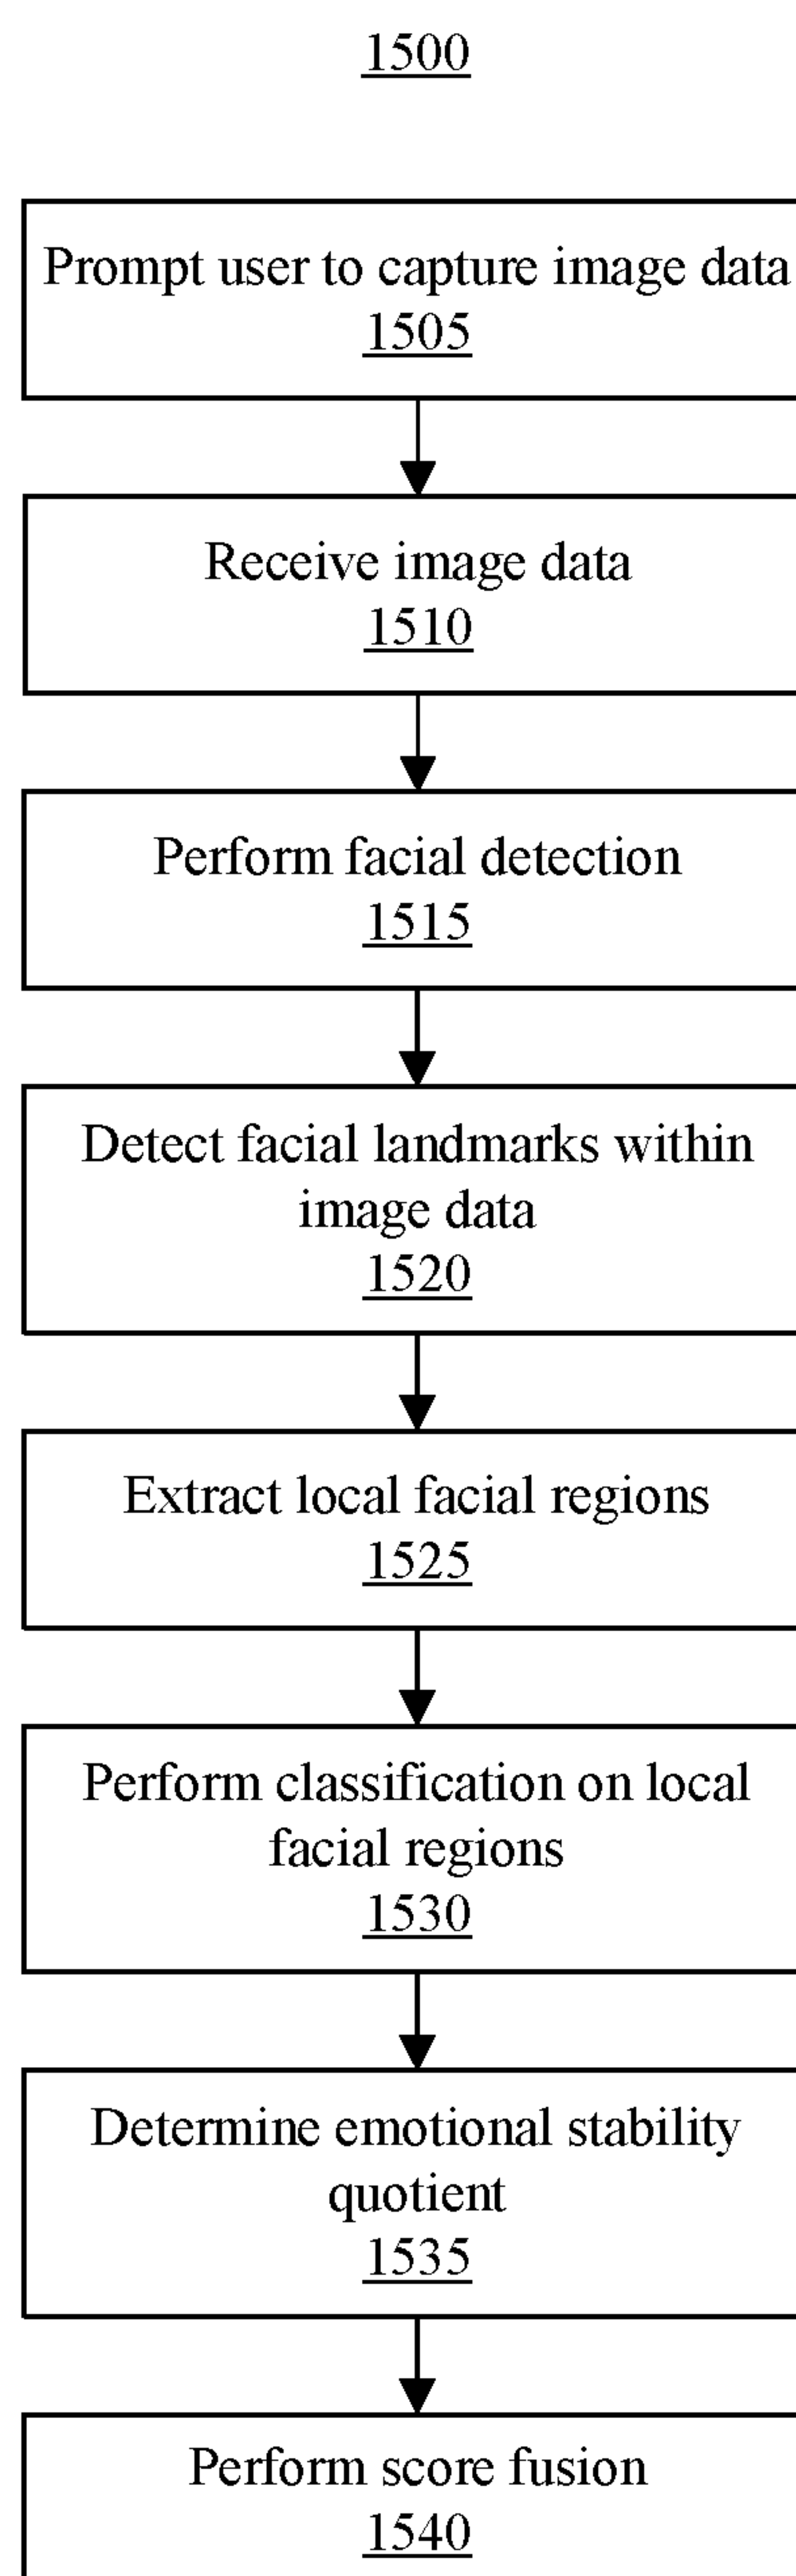 1500
Prompt user to capture image data
1505
Receive image data
1510
Perform facial detection
1515
Detect facial landmarks within
image data
1520
Extract local facial regions
1525
Perform classification on local
facial regions
1530
Determine emotional stability
quotient
1535
Perform score fusion
1540